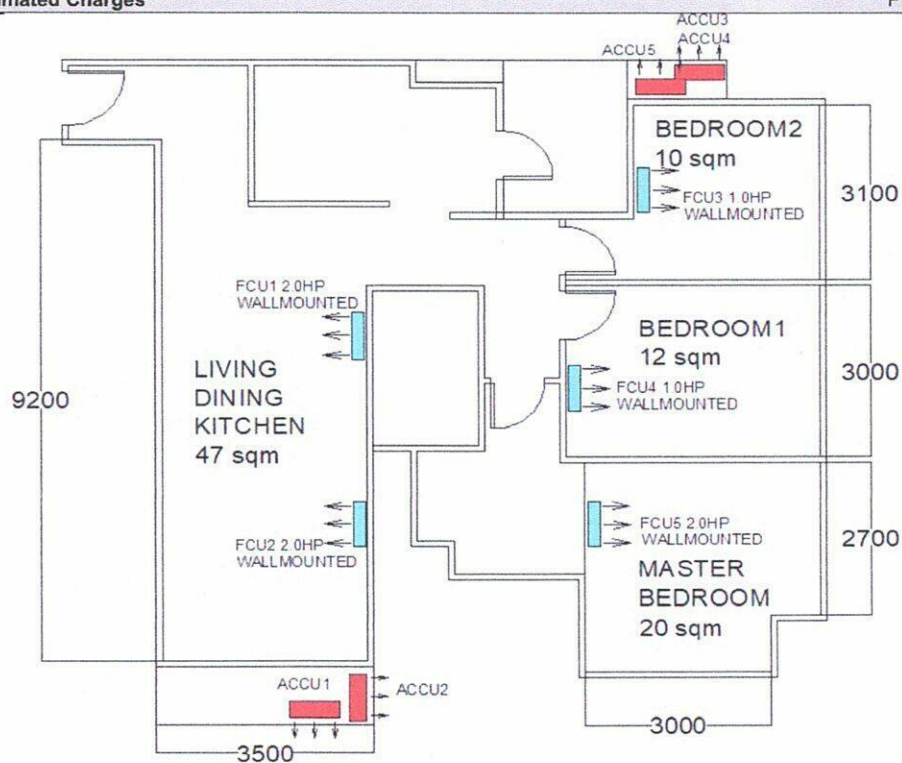 ACCU3
ACCU5
ACCU4
BEDROOM2
10 sqm
FCU3 1.0HP
WALLMOUNTED
3100
FCU1 2.0HP
WALLMOUNTED
BEDROOM1
12 sqm
FCU4 1.0HP
WALLMOUNTED
3000
9200
LIVING
DINING
KITCHEN
47 sqm
FCU2 2.0HP
WALLMOUNTED
FCU5 2.0HP
WALLMOUNTED
2700
MASTER
BEDROOM
20 sqm
ACCU1
ACCU2
3500
3000
Charges